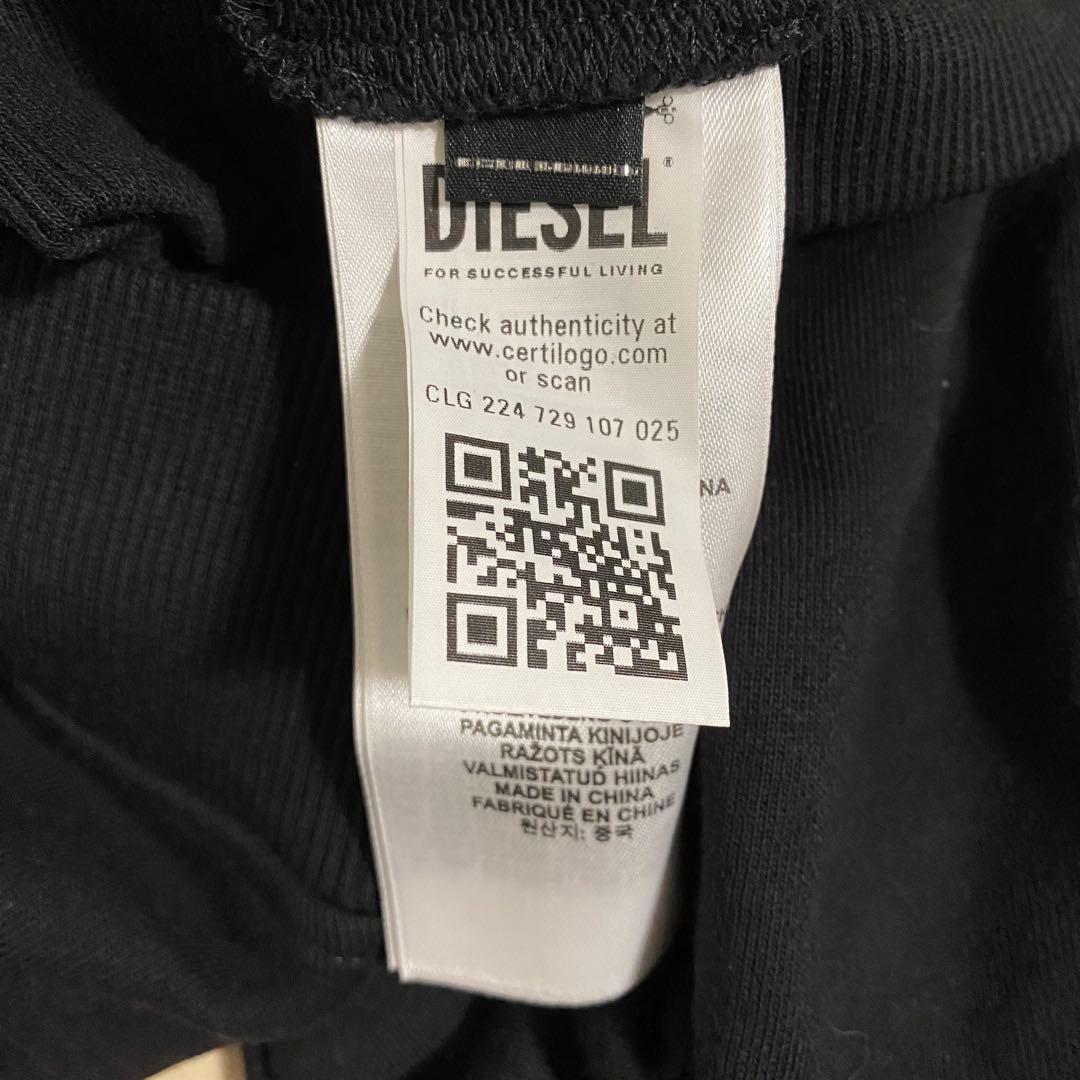 DIESEL
®
FOR SUCCESSFUL LIVING
Check authenticity at
www.certilogo.com
or scan
CLG 224 729 107 025
NA
PAGAMINTA KINIJOJE
RAŽOTS ĶĪNĀ
VALMISTATUD HIINAS
MADE IN CHINA
FABRIQUÉ EN CHINE
원산지: 중국